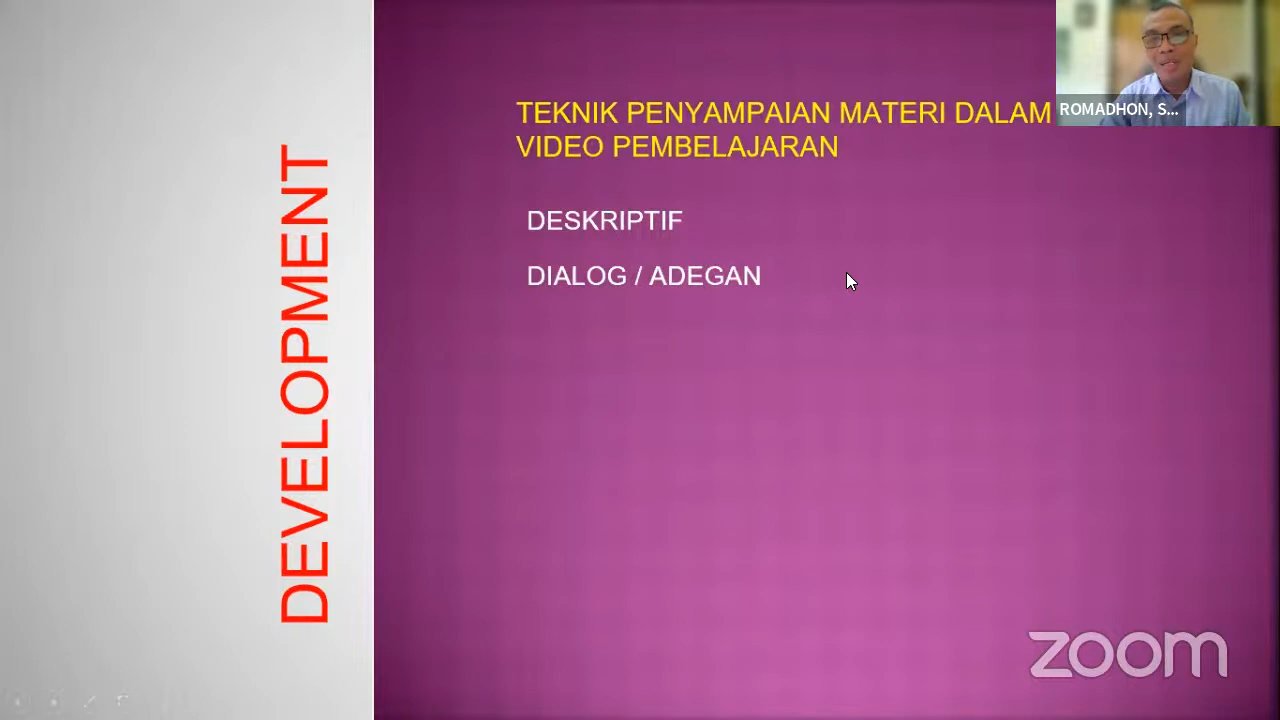 DEVELOPMENT
TEKNIK PENYAMPAIAN MATERI DALAM
VIDEO PEMBELAJARAN
DESKRIPTIF
DIALOG / ADEGAN
ROMADHON, S...
zoom